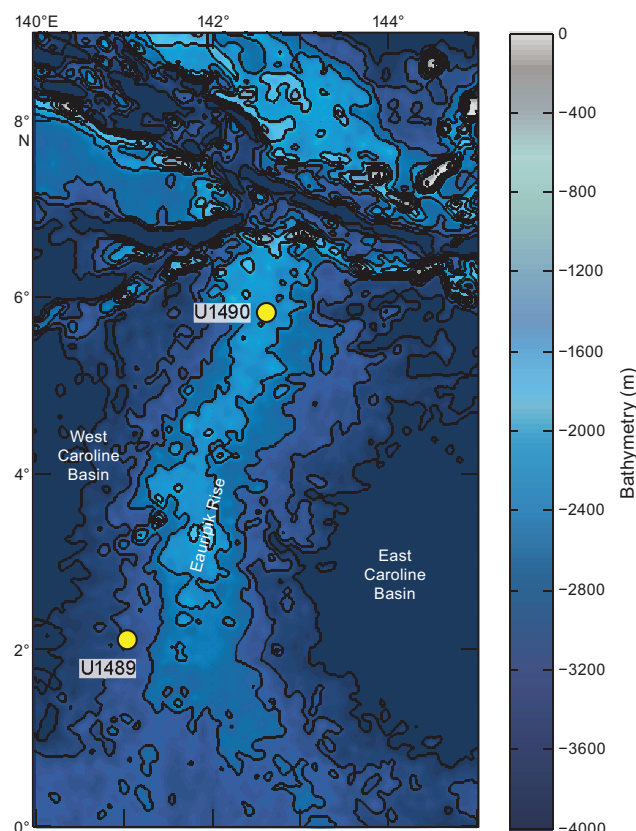 140°E
142°
144°
8°
N
6°
4°
2°
0°
U1490
West
Caroline
Basin
Eauripik Rise
East
Caroline
Basin
U1489
0
−400
−800
−1200
−1600
−2000
−2400
−2800
−3200
−3600
−4000
Bathymetry (m)